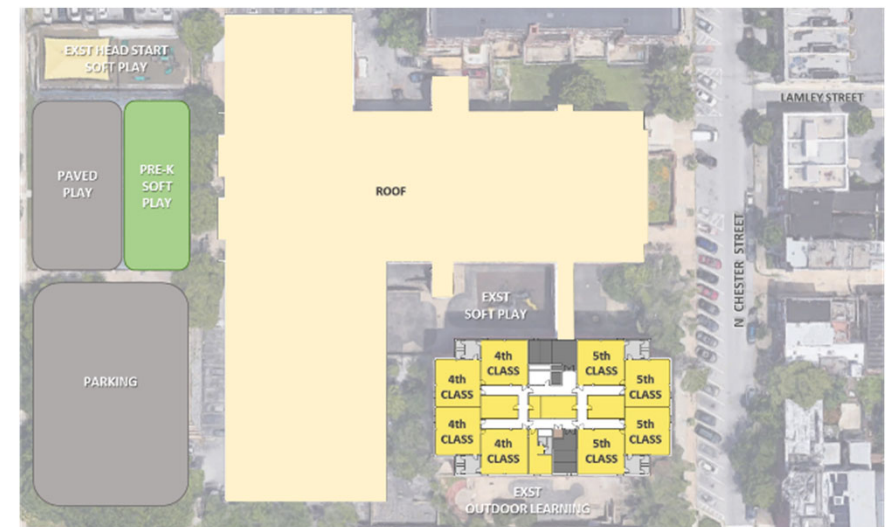 EXST HEAD START
SOFT PLAY
LAMLEY STREET
PAVED
PLAY
PRE-K
SOFT
PLAY
ROOF
N CHESTER STREET
EXST
SOFT PLAY
PARKING
4th
CLASS
5th
CLASS
4th
CLASS
5th
CLASS
4th
CLASS
5th
CLASS
4th
CLASS
5th
CLASS
EXST
OUTDOOR LEARNING